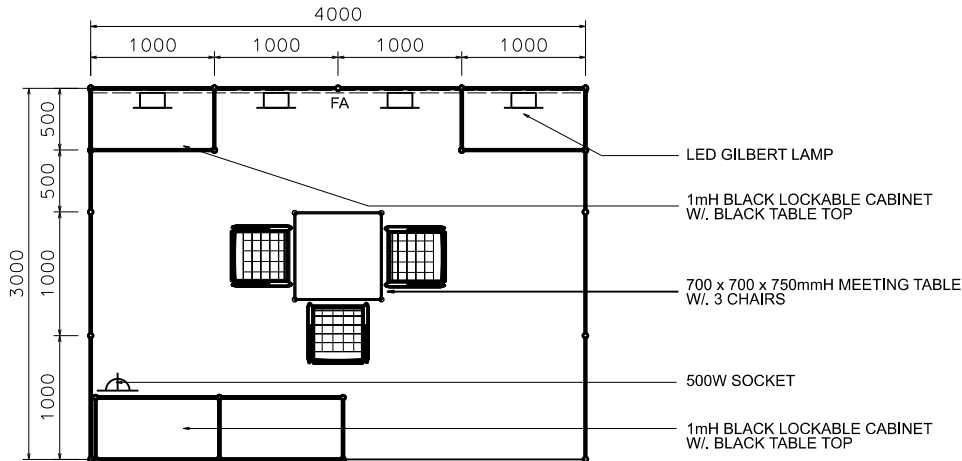 4000
1000
1000
1000
1000
FA
500
500
1000
1000
3000
LED GILBERT LAMP
1mH BLACK LOCKABLE CABINET
W/. BLACK TABLE TOP
700 x 700 x 750mmH MEETING TABLE
W/. 3 CHAIRS
500W SOCKET
1mH BLACK LOCKABLE CABINET
W/. BLACK TABLE TOP